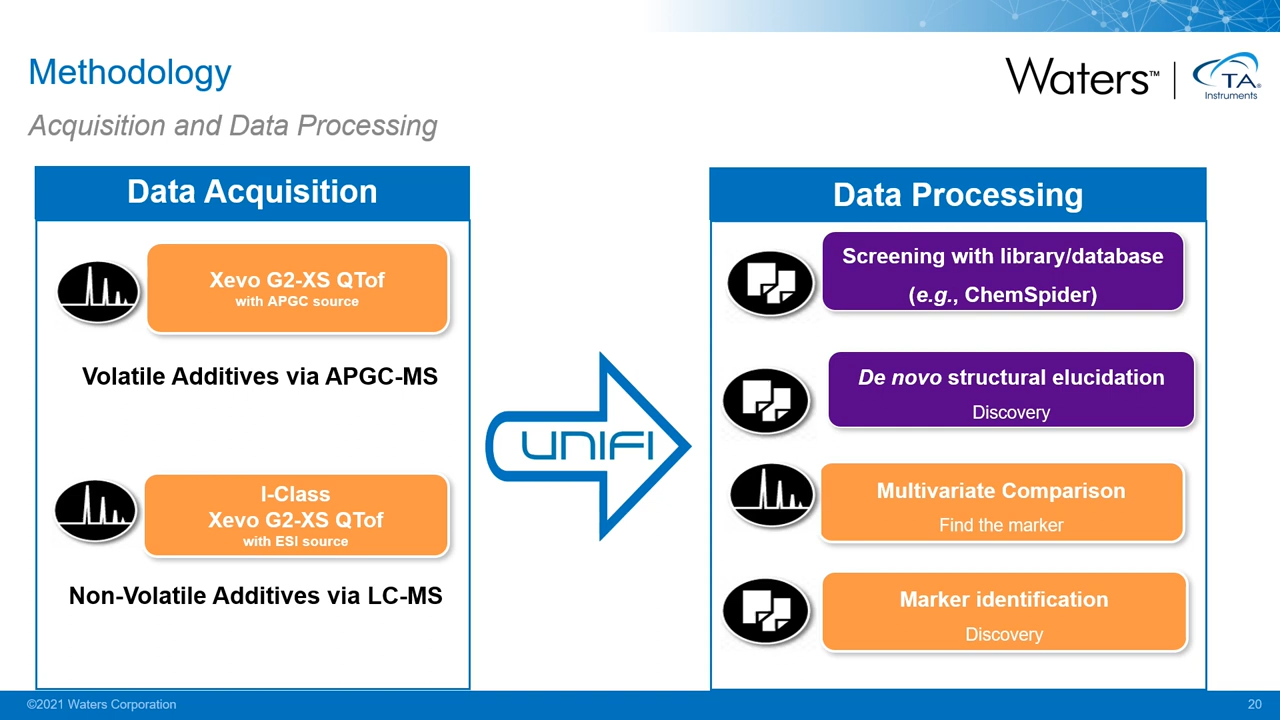 Methodology
Acquisition and Data Processing
Waters™
TA
Instruments
Data Acquisition
Xevo G2-XS QTof
with APGC source
Volatile Additives via APGC-MS
I-Class
Xevo G2-XS QTof
with ESI source
Non-Volatile Additives via LC-MS
UNIFI
Data Processing
Screening with library/database
(e.g., ChemSpider)
De novo structural elucidation
Discovery
Multivariate Comparison
Find the marker
Marker identification
Discovery
©2021 Waters Corporation
20